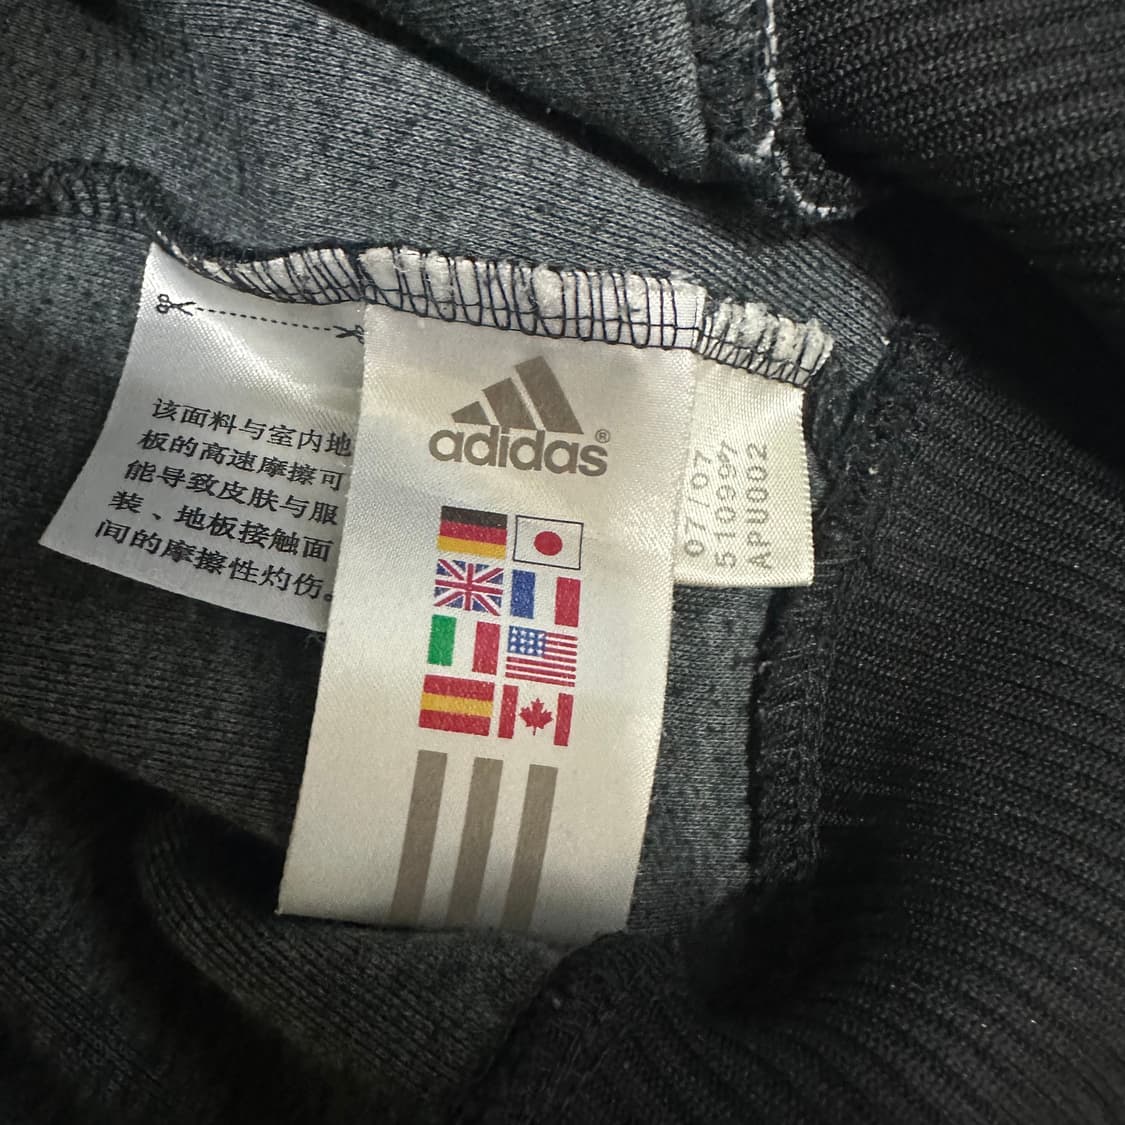 该面料与室内地
板的高速摩擦可
能导致皮肤与服
装、地板接触面
间的摩擦性灼伤。
adidas®
07/07
510997
APU002